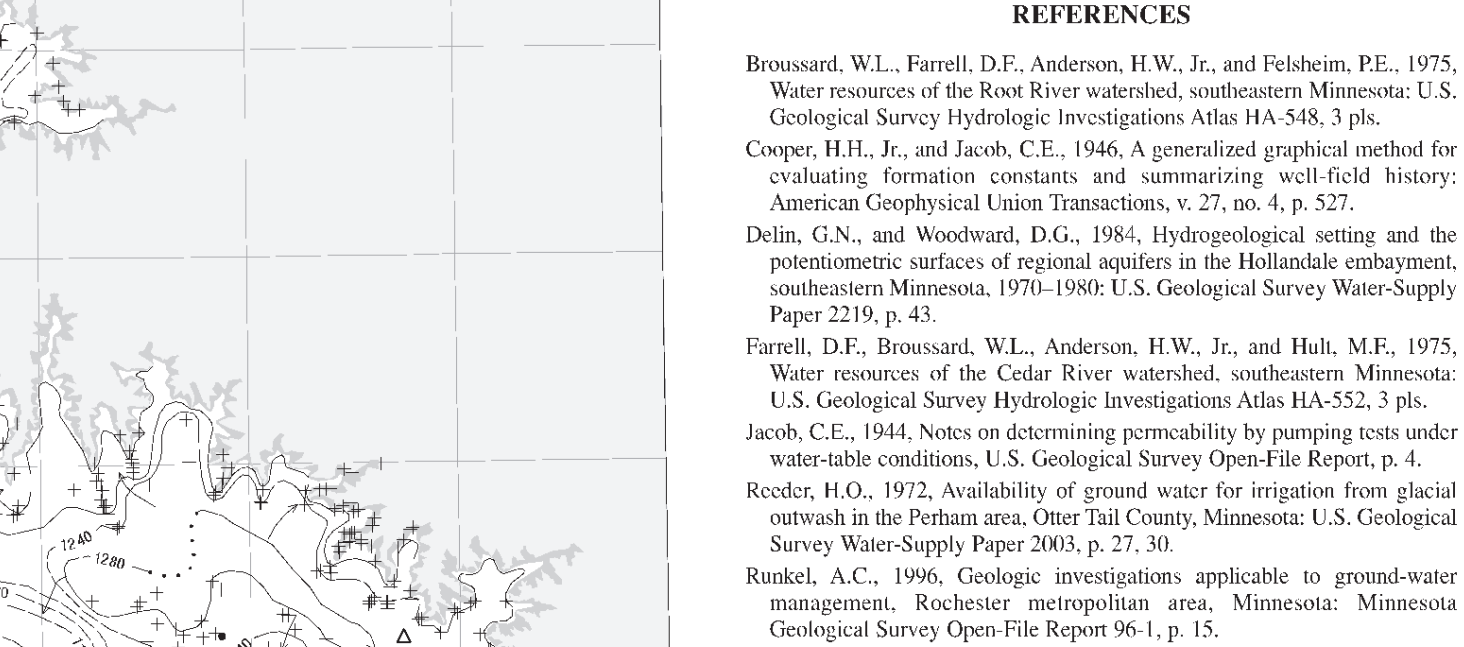 1240
1280
REFERENCES
Broussard, W.L., Farrell, D.F., Anderson, H.W., Jr., and Felsheim, P.E., 1975,
Water resources of the Root River watershed, southeastern Minnesota: U.S.
Geological Survey Hydrologic Investigations Atlas HA-548, 3 pls.
Cooper, H.H., Jr., and Jacob, C.E., 1946, A generalized graphical method for
evaluating formation constants and summarizing well-field history:
American Geophysical Union Transactions, v. 27, no. 4, p. 527.
Delin, G.N., and Woodward, D.G., 1984, Hydrogeological setting and the
potentiometric surfaces of regional aquifers in the Hollandale embayment,
southeastern Minnesota, 1970–1980: U.S. Geological Survey Water-Supply
Paper 2219, p. 43.
Farrell, D.F., Broussard, W.L., Anderson, H.W., Jr., and Hult, M.F., 1975,
Water resources of the Cedar River watershed, southeastern Minnesota:
U.S. Geological Survey Hydrologic Investigations Atlas HA-552, 3 pls.
Jacob, C.E., 1944, Notes on determining permeability by pumping tests under
water-table conditions, U.S. Geological Survey Open-File Report, p. 4.
Reeder, H.O., 1972, Availability of ground water for irrigation from glacial
outwash in the Perham area, Otter Tail County, Minnesota: U.S. Geological
Survey Water-Supply Paper 2003, p. 27, 30.
Runkel, A.C., 1996, Geologic investigations applicable to ground-water
management, Rochester metropolitan area, Minnesota: Minnesota
Geological Survey Open-File Report 96-1, p. 15.